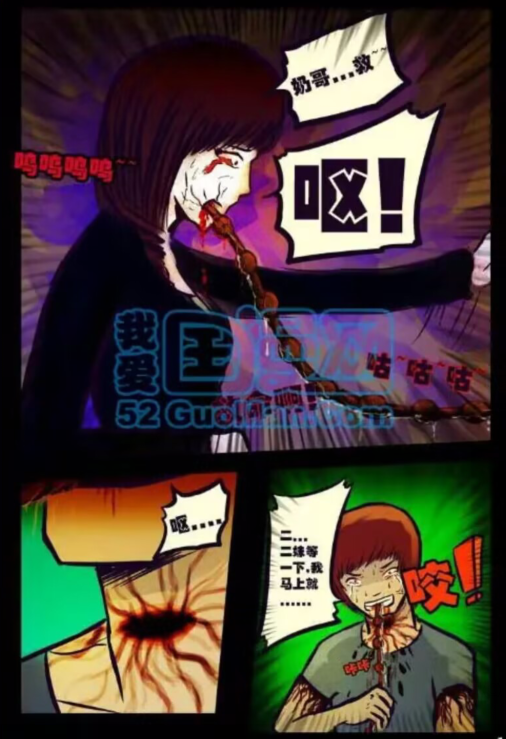 奶哥...救~~
呕!
呜呜呜呜~~
咕~咕~咕~
我爱国漫网
52 GuoMan.Com
呕....
二...
二妹等
一下,我
马上就
......
咬!!
咔咔